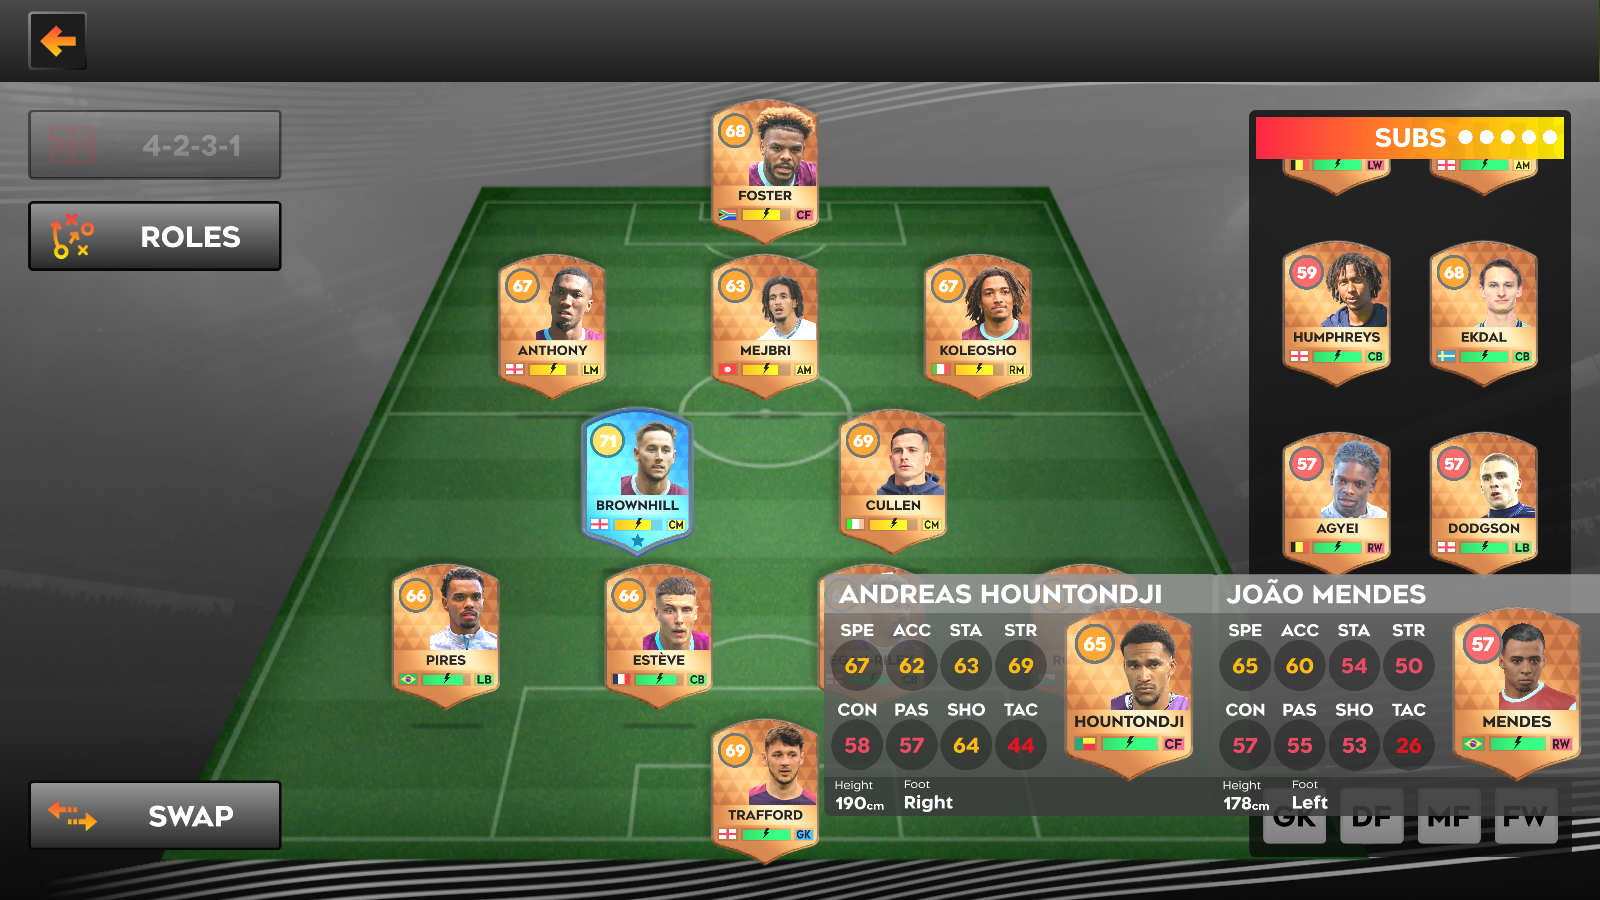 4-2-3-1
ROLES
SWAP
68
FOSTER
CF
67
ANTHONY
LM
63
MEJBRI
AM
67
KOLEOSHO
RM
71
BROWNHILL
CM
69
CULLEN
CM
66
PIRES
LB
66
ESTÈVE
CB
69
TRAFFORD
GK
SUBS
LW
AM
59
HUMPHREYS
CB
68
EKDAL
CB
57
AGYEI
RW
57
DODGSON
LB
ANDREAS HOUNTONDJI
SPE ACC STA STR
67 62 63 69
CON PAS SHO TAC
58 57 64 44
Height Foot
190cm Right
65
HOUNTONDJI
CF
JOÃO MENDES
SPE ACC STA STR
65 60 54 50
CON PAS SHO TAC
57 55 53 26
Height Foot
178cm Left
57
MENDES
RW
GK DF MF FW